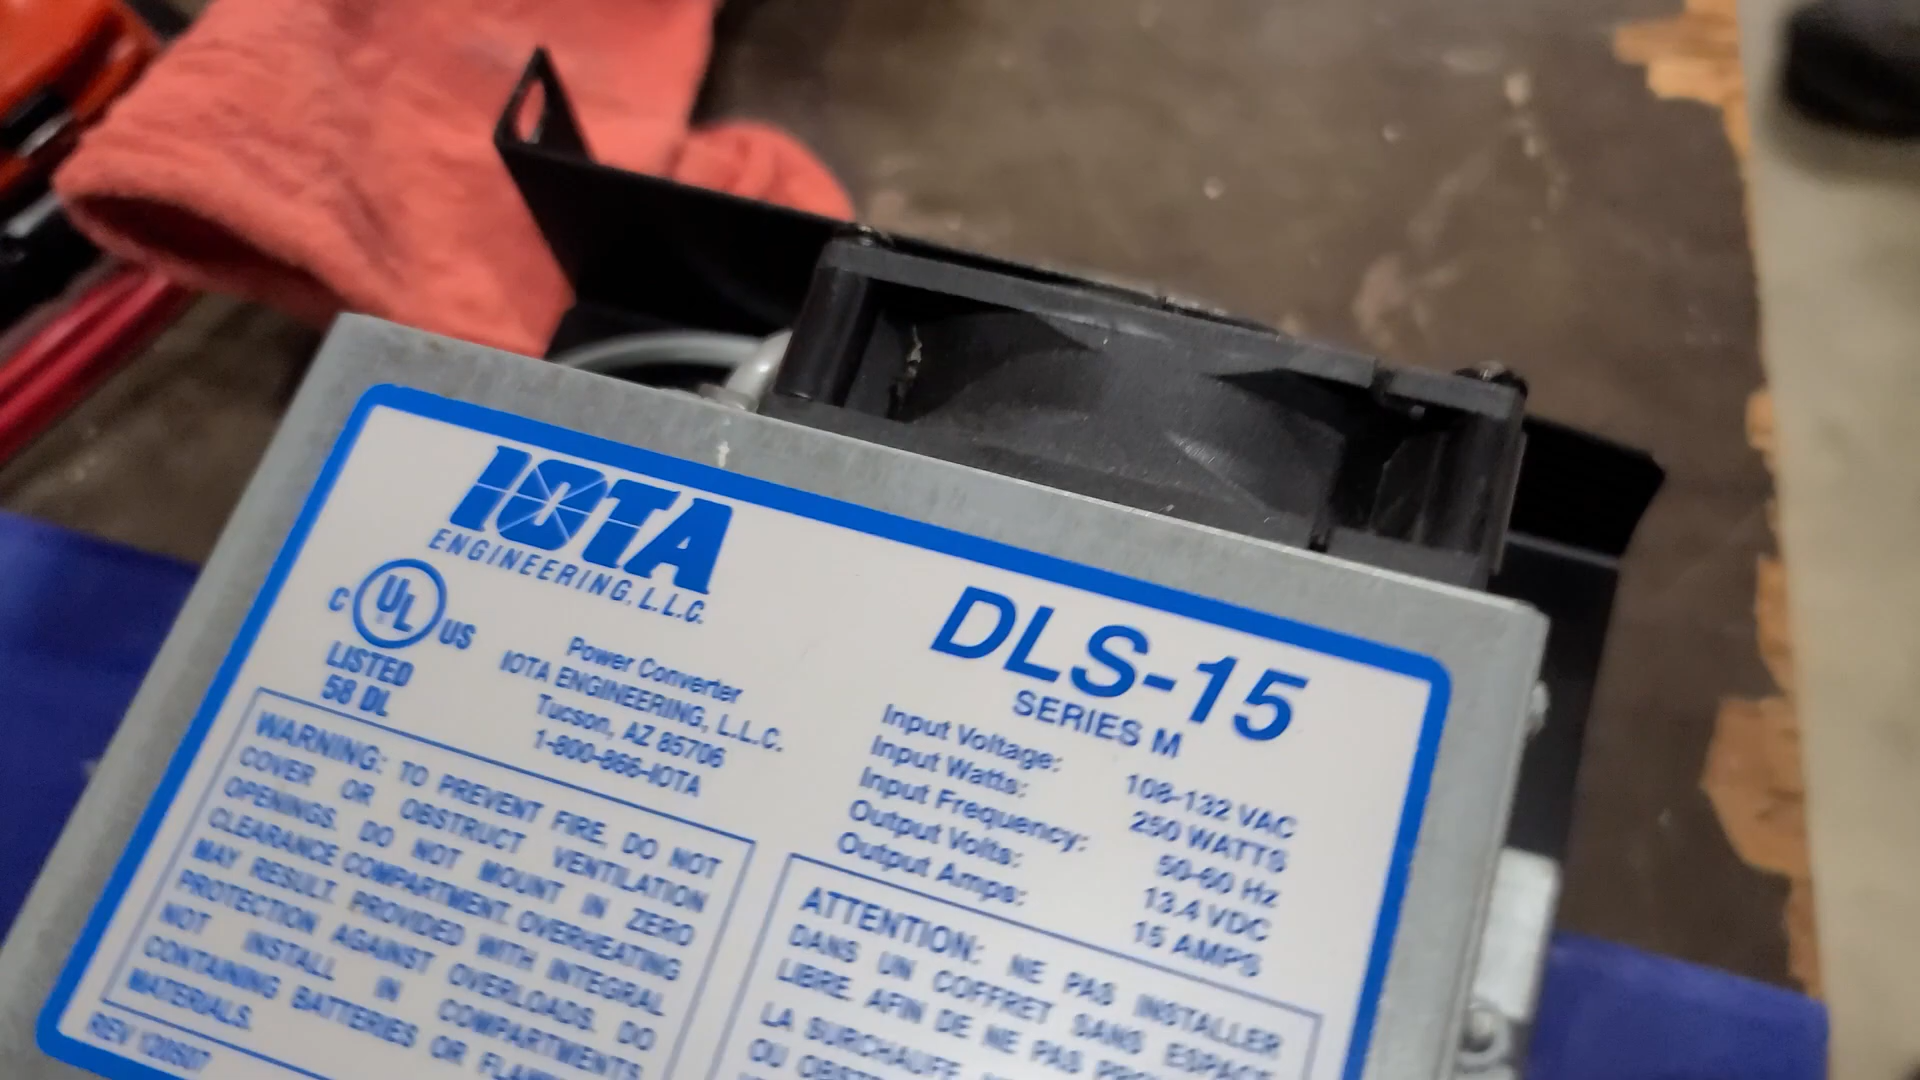 IOTA
ENGINEERING, L.L.C.
C UL US
LISTED
58 DL
Power Converter
IOTA ENGINEERING, L.L.C.
Tucson, AZ 85706
1-800-866-IOTA
DLS-15
SERIES M
Input Voltage: 108-132 VAC
Input Watts: 250 WATTS
Input Frequency: 50-60 Hz
Output Volts: 13.4 VDC
Output Amps: 15 AMPS
WARNING: TO PREVENT FIRE, DO NOT
COVER OR OBSTRUCT VENTILATION
OPENINGS. DO NOT MOUNT IN ZERO
CLEARANCE COMPARTMENT. OVERHEATING
MAY RESULT. PROVIDED WITH INTEGRAL
PROTECTION AGAINST OVERLOADS. DO
NOT INSTALL IN COMPARTMENTS
CONTAINING BATTERIES OR
MATERIALS.
REV 120607
ATTENTION: NE PAS INSTALLER
DANS UN COFFRET SANS ESPACE
LIBRE. AFIN DE NE PAS
LA SURCHAUFF
OU